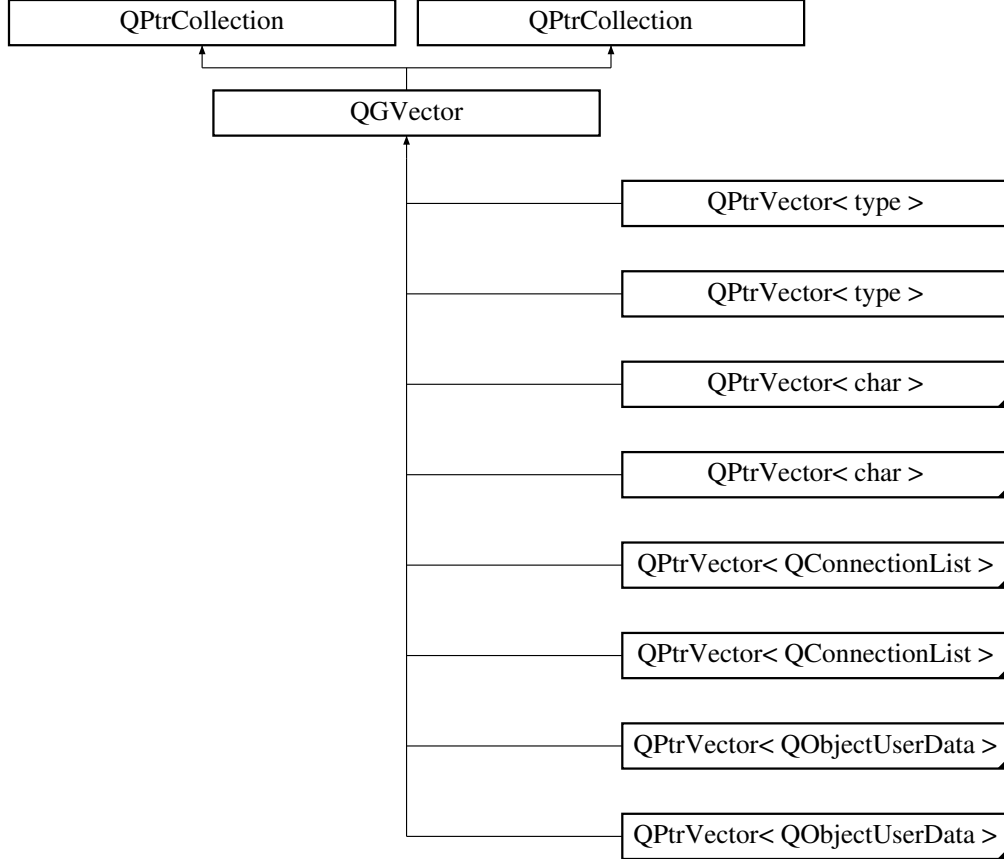 QPtrCollection
QPtrCollection
QGVector
QPtrVector< type >
QPtrVector< type >
QPtrVector< char >
QPtrVector< char >
QPtrVector< QConnectionList >
QPtrVector< QConnectionList >
QPtrVector< QObjectUserData >
QPtrVector< QObjectUserData >